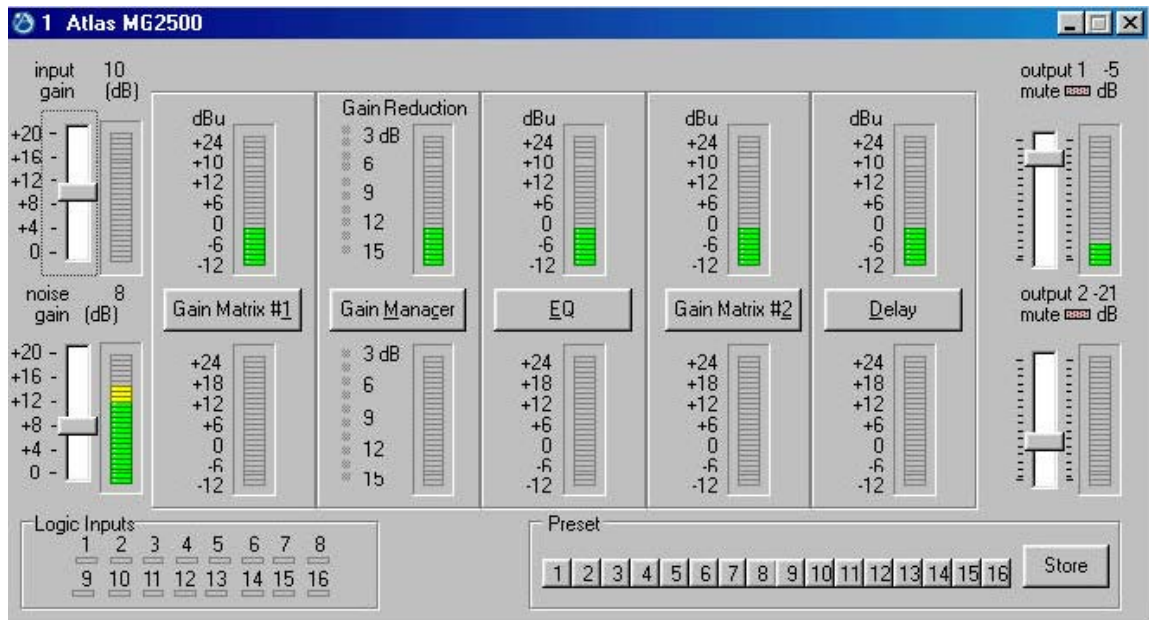 1 Atlas MG2500
input 10
gain (dB)
+20
+16
+12
+8
+4
0
noise 8
gain (dB)
+20
+16
+12
+8
+4
0
dBu
+24
+10
+12
+6
0
-6
-12
Gain Matrix #1
+24
+18
+12
+6
0
-6
-12
Gain Reduction
3 dB
6
9
12
15
Gain Manager
3 dB
6
9
12
15
dBu
+24
+10
+12
+6
0
-6
-12
EQ
+24
+18
+12
+6
0
-6
-12
dBu
+24
+10
+12
+6
0
-6
-12
Gain Matrix #2
+24
+18
+12
+6
0
-6
-12
dBu
+24
+10
+12
+6
0
-6
-12
Delay
+24
+18
+12
+6
0
-6
-12
output 1 -5
mute dB
output 2 -21
mute dB
Logic Inputs
1 2 3 4 5 6 7 8
9 10 11 12 13 14 15 16
Preset
1 2 3 4 5 6 7 8 9 10 11 12 13 14 15 16
Store